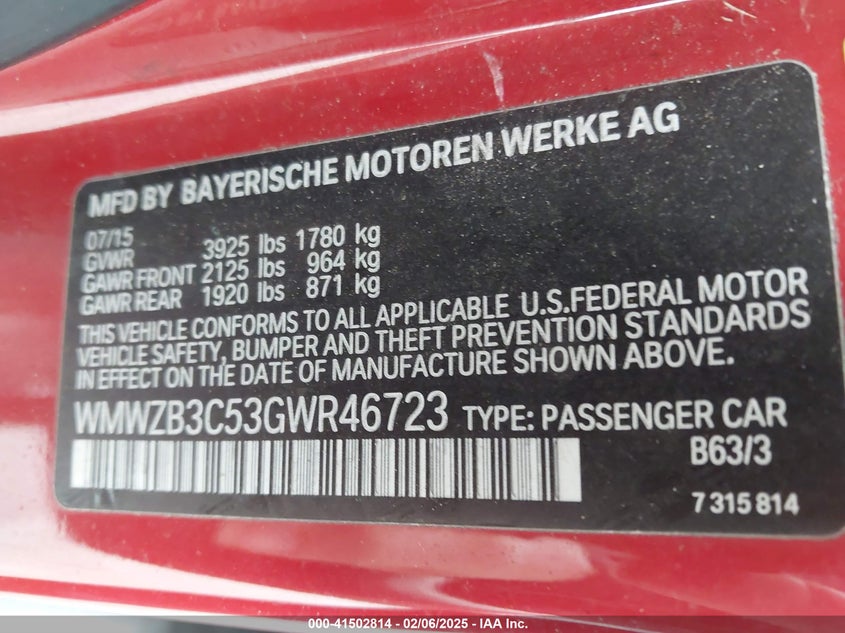 MFD BY BAYERISCHE MOTOREN WERKE AG
07/15
GVWR 3925 lbs 1780 kg
GAWR FRONT 2125 lbs 964 kg
GAWR REAR 1920 lbs 871 kg
THIS VEHICLE CONFORMS TO ALL APPLICABLE U.S.FEDERAL MOTOR
VEHICLE SAFETY, BUMPER AND THEFT PREVENTION STANDARDS
IN EFFECT ON THE DATE OF MANUFACTURE SHOWN ABOVE.
WMWZB3C53GWR46723 TYPE: PASSENGER CAR
B63/3
7 315 814
000-41502814 - 02/06/2025 - IAA Inc.